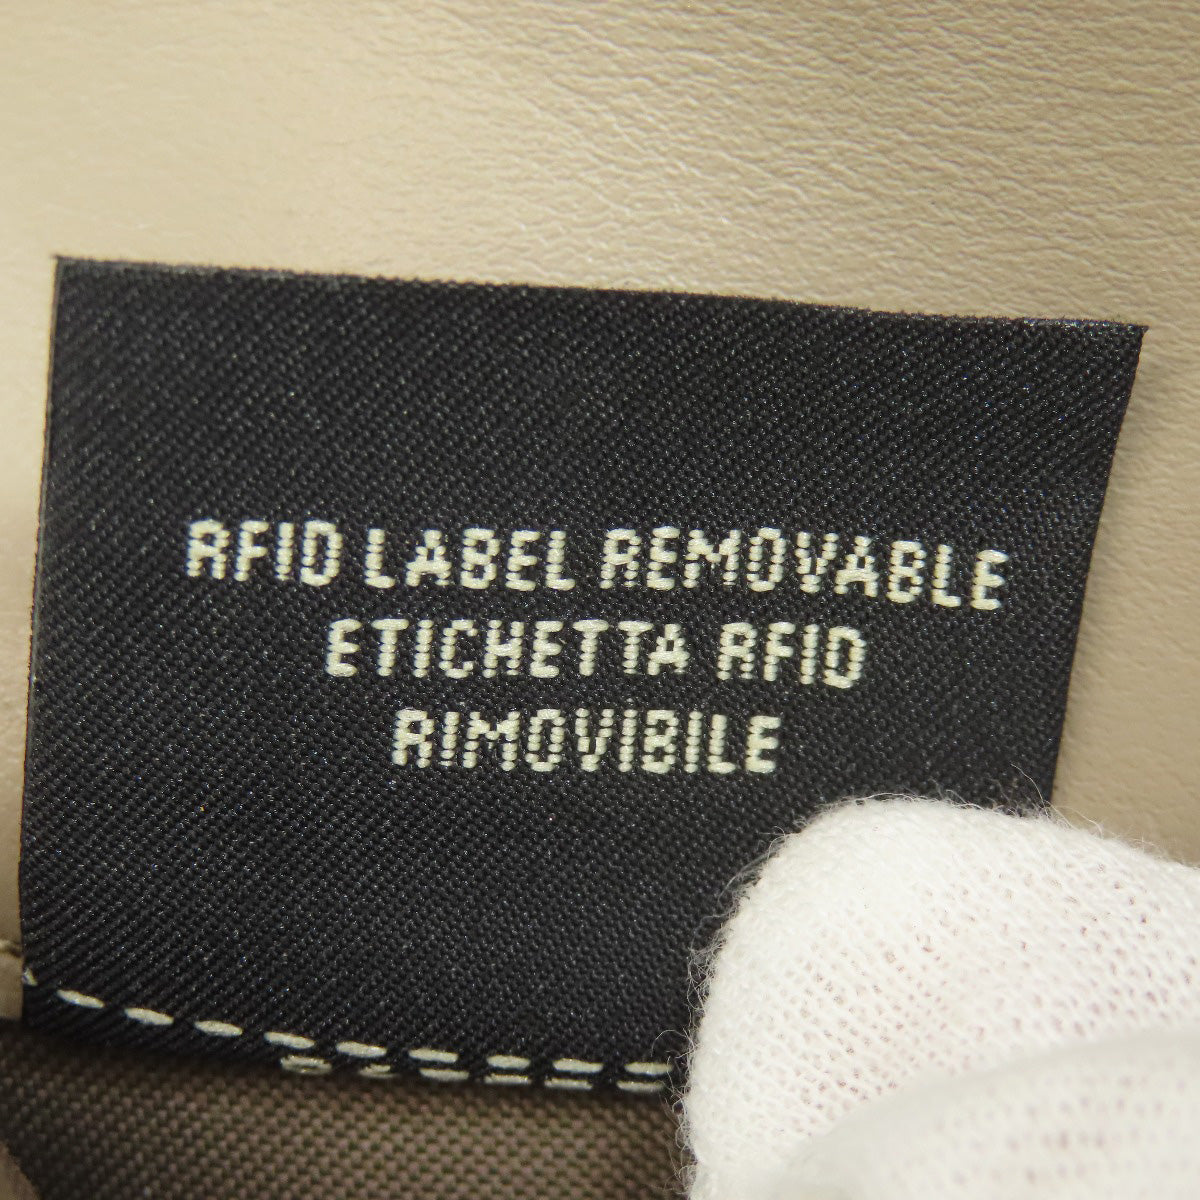 RFID LABEL REMOVABLE
ETICHETTA RFID
RIMOVIBILE